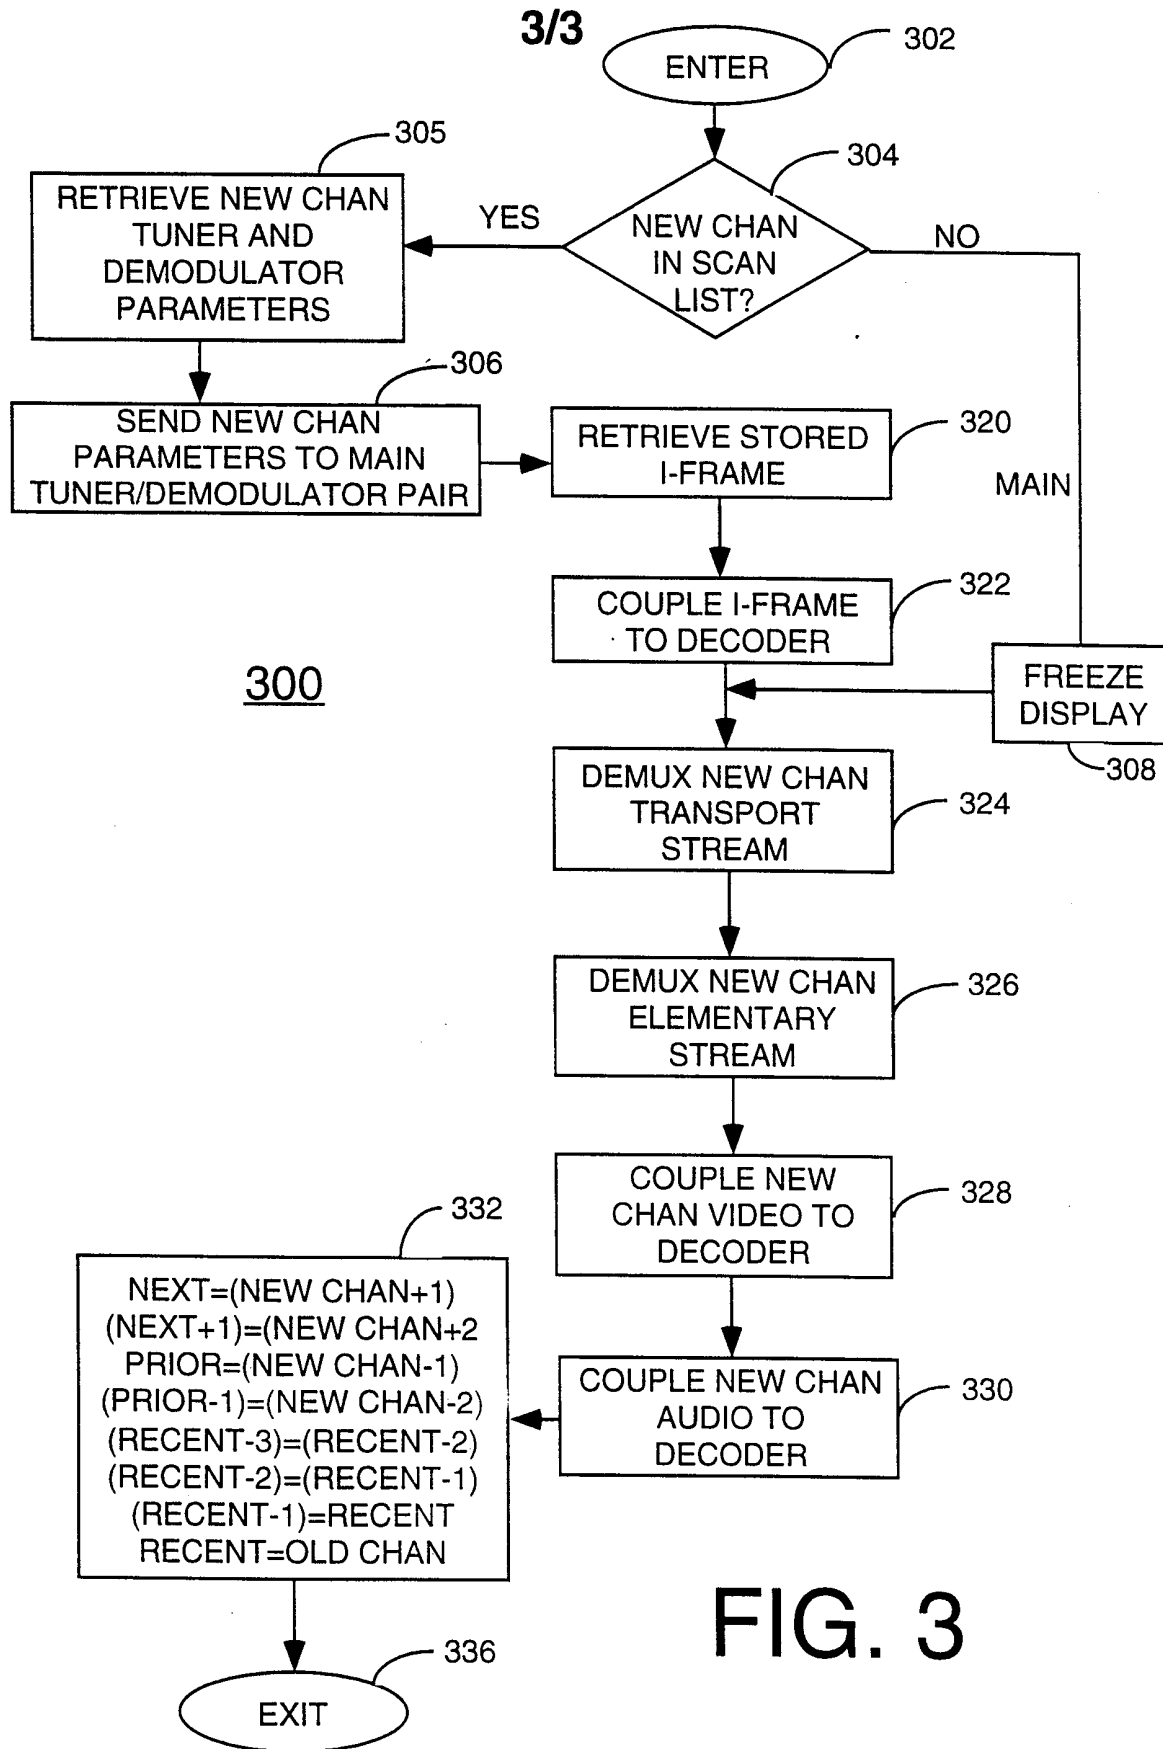 3/3
ENTER
302
304
NEW CHAN
IN SCAN
LIST?
YES
NO
305
RETRIEVE NEW CHAN
TUNER AND
DEMODULATOR
PARAMETERS
306
SEND NEW CHAN
PARAMETERS TO MAIN
TUNER/DEMODULATOR PAIR
RETRIEVE STORED
I-FRAME
320
MAIN
COUPLE I-FRAME
TO DECODER
322
300
FREEZE
DISPLAY
308
DEMUX NEW CHAN
TRANSPORT
STREAM
324
DEMUX NEW CHAN
ELEMENTARY
STREAM
326
COUPLE NEW
CHAN VIDEO TO
DECODER
328
COUPLE NEW CHAN
AUDIO TO
DECODER
330
332
NEXT=(NEW CHAN+1)
(NEXT+1)=(NEW CHAN+2
PRIOR=(NEW CHAN-1)
(PRIOR-1)=(NEW CHAN-2)
(RECENT-3)=(RECENT-2)
(RECENT-2)=(RECENT-1)
(RECENT-1)=RECENT
RECENT=OLD CHAN
336
EXIT
FIG. 3